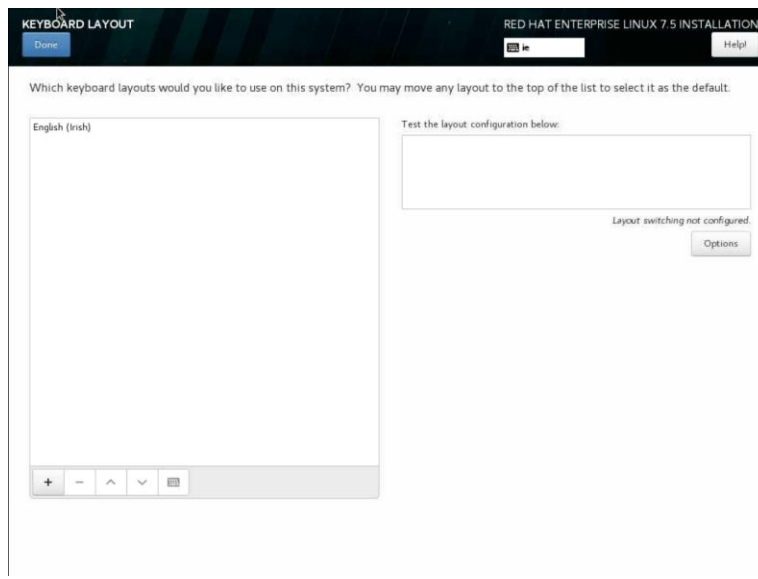 KEYBOARD LAYOUT
RED HAT ENTERPRISE LINUX 7.5 INSTALLATION
Done
ie
Help!
Which keyboard layouts would you like to use on this system? You may move any layout to the top of the list to select it as the default.
English (Irish)
Test the layout configuration below:
Layout switching not configured.
Options